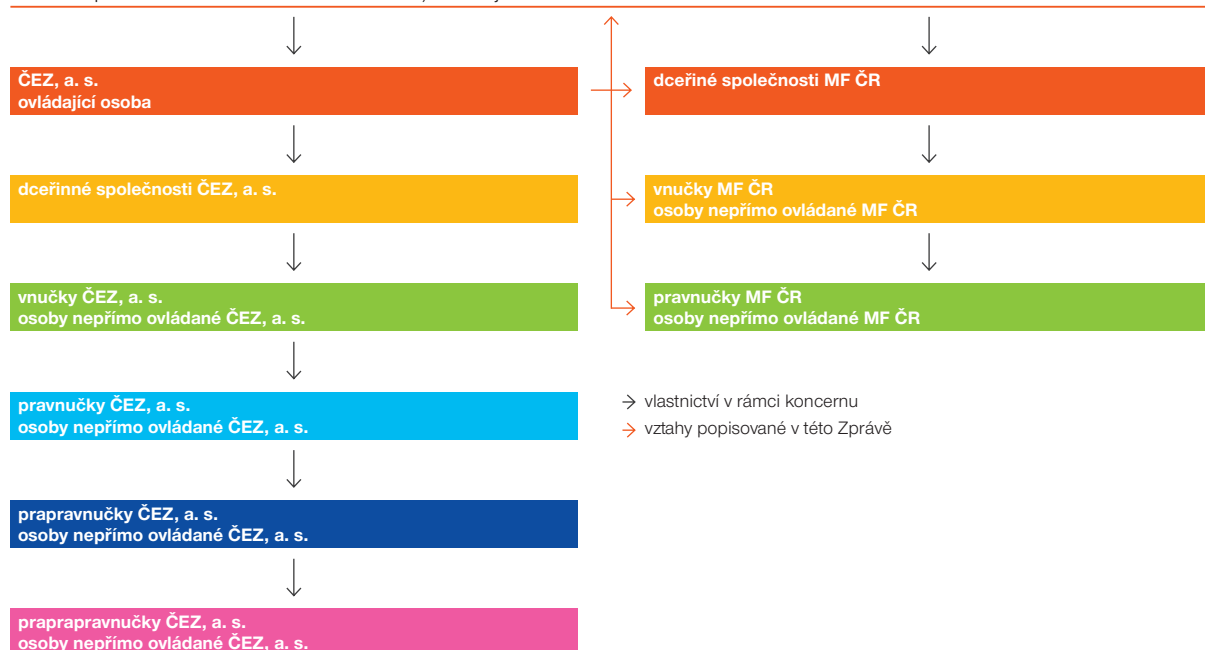 ČEZ, a. s.
ovládající osoba
dceřiné společnosti MF ČR
dceřinné společnosti ČEZ, a. s.
vnučky MF ČR
osoby nepřímo ovládané MF ČR
vnučky ČEZ, a. s.
osoby nepřímo ovládané ČEZ, a. s.
pravnučky MF ČR
osoby nepřímo ovládané MF ČR
pravnučky ČEZ, a. s.
osoby nepřímo ovládané ČEZ, a. s.
vlastnictví v rámci koncernu
vztahy popisované v této Zprávě
prapravnučky ČEZ, a. s.
osoby nepřímo ovládané ČEZ, a. s.
praprapravnučky ČEZ, a. s.
osoby nepřímo ovládané ČEZ, a. s.